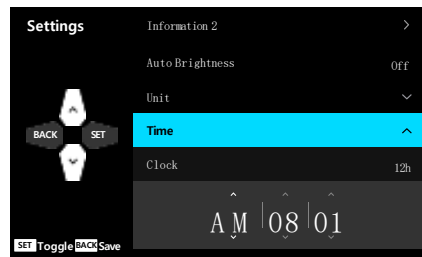 Settings
Information 2
Auto Brightness Off
Unit
BACK SET
Time
Clock 12h
AM 08 01
SET Toggle BACK Save